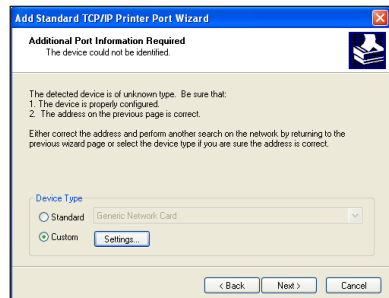 Add Standard TCP/IP Printer Port Wizard
Additional Port Information Required
The device could not be identified.
The detected device is of unknown type. Be sure that:
1. The device is properly configured.
2. The address on the previous page is correct.
Either correct the address and perform another search on the network by returning to the
previous wizard page or select the device type if you are sure the address is correct.
Device Type
Standard Generic Network Card
Custom Settings...
< Back Next > Cancel